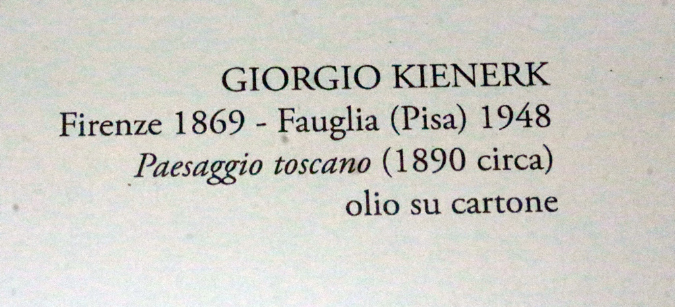 GIORGIO KIENERK
Firenze 1869 - Fauglia (Pisa) 1948
Paesaggio toscano (1890 circa)
olio su cartone